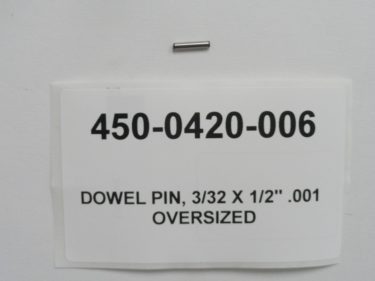 450-0420-006
DOWEL PIN, 3/32 X 1/2" .001
OVERSIZED